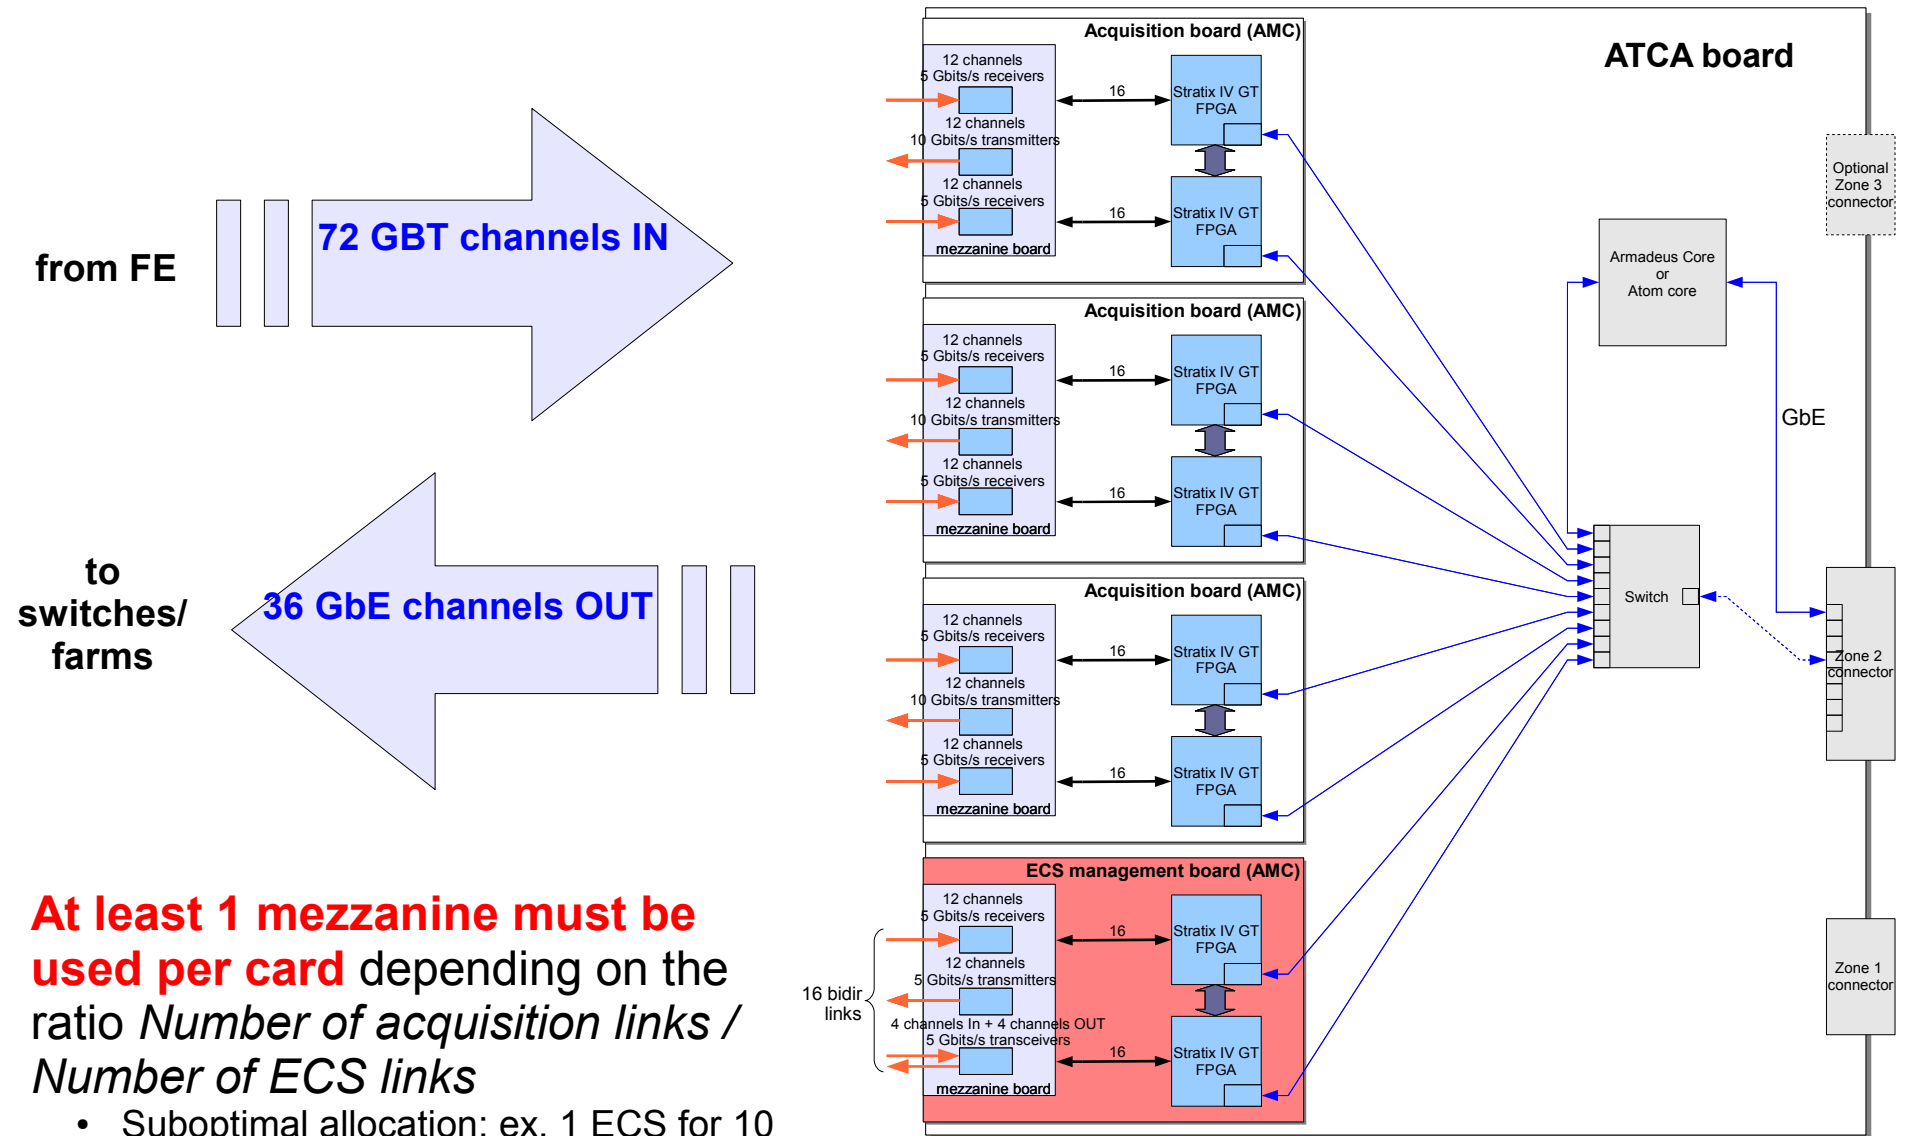 from FE
72 GBT channels IN
to
switches/
farms
36 GbE channels OUT
At least 1 mezzanine must be
used per card depending on the
ratio Number of acquisition links /
Number of ECS links
• Suboptimal allocation: ex. 1 ECS for 10
ATCA board
Acquisition board (AMC)
12 channels
5 Gbits/s receivers
12 channels
10 Gbits/s transmitters
12 channels
5 Gbits/s receivers
mezzanine board
16
16
Stratix IV GT
FPGA
Stratix IV GT
FPGA
Acquisition board (AMC)
12 channels
5 Gbits/s receivers
12 channels
10 Gbits/s transmitters
12 channels
5 Gbits/s receivers
mezzanine board
16
16
Stratix IV GT
FPGA
Stratix IV GT
FPGA
Acquisition board (AMC)
12 channels
5 Gbits/s receivers
12 channels
10 Gbits/s transmitters
12 channels
5 Gbits/s receivers
mezzanine board
16
16
Stratix IV GT
FPGA
Stratix IV GT
FPGA
ECS management board (AMC)
12 channels
5 Gbits/s receivers
12 channels
5 Gbits/s transmitters
4 channels In + 4 channels OUT
5 Gbits/s transceivers
mezzanine board
16 bidir
links
16
16
Stratix IV GT
FPGA
Stratix IV GT
FPGA
Optional
Zone 3
connector
Armadeus Core
or
Atom core
GbE
Switch
Zone 2
connector
Zone 1
connector